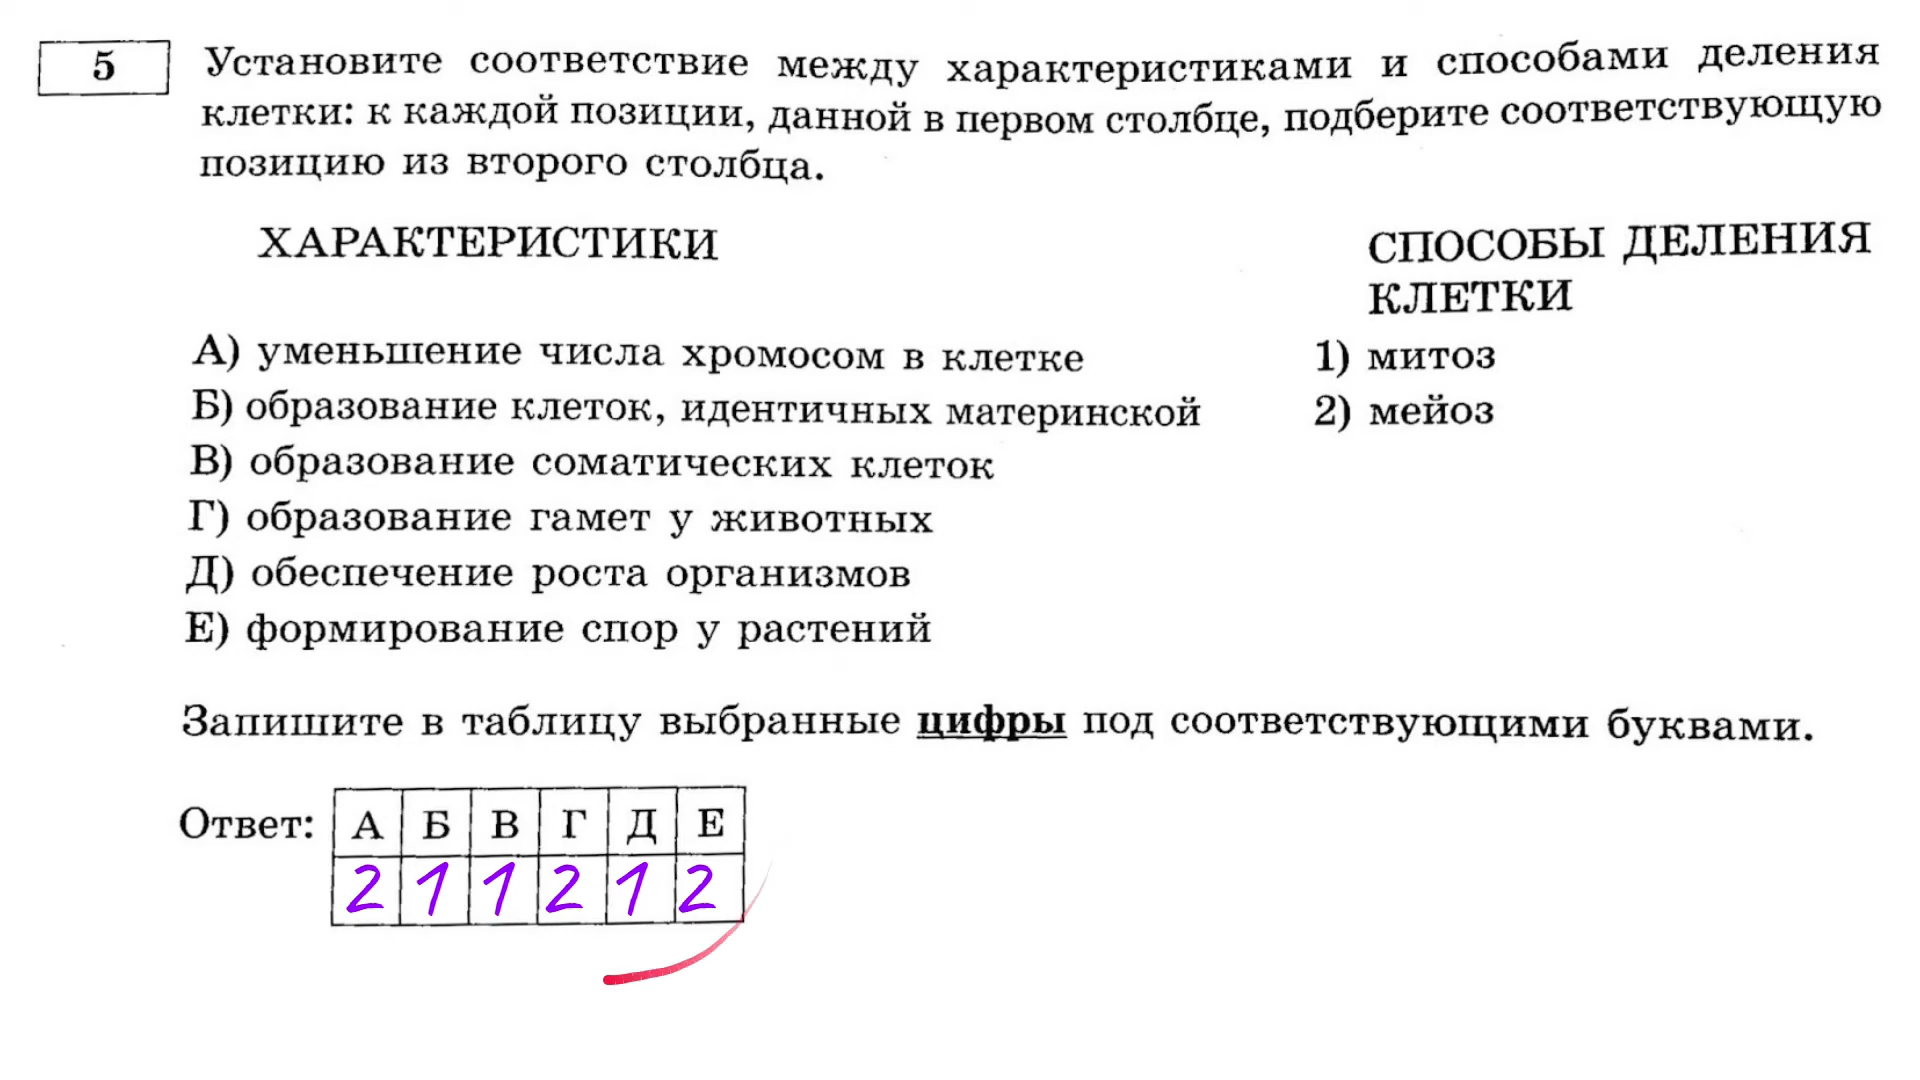 5
Установите соответствие между характеристиками и способами деления
клетки: к каждой позиции, данной в первом столбце, подберите соответствующую
позицию из второго столбца.
ХАРАКТЕРИСТИКИ
СПОСОБЫ ДЕЛЕНИЯ
КЛЕТКИ
А) уменьшение числа хромосом в клетке
Б) образование клеток, идентичных материнской
В) образование соматических клеток
Г) образование гамет у животных
Д) обеспечение роста организмов
Е) формирование спор у растений
1) митоз
2) мейоз
Запишите в таблицу выбранные цифры под соответствующими буквами.
Ответ: А Б В Г Д Е
2 1 1 2 1 2